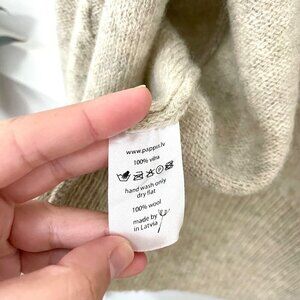 www.pappus.lv
100% vilna
hand wash only
dry flat
100% wool
made by
in Latvia